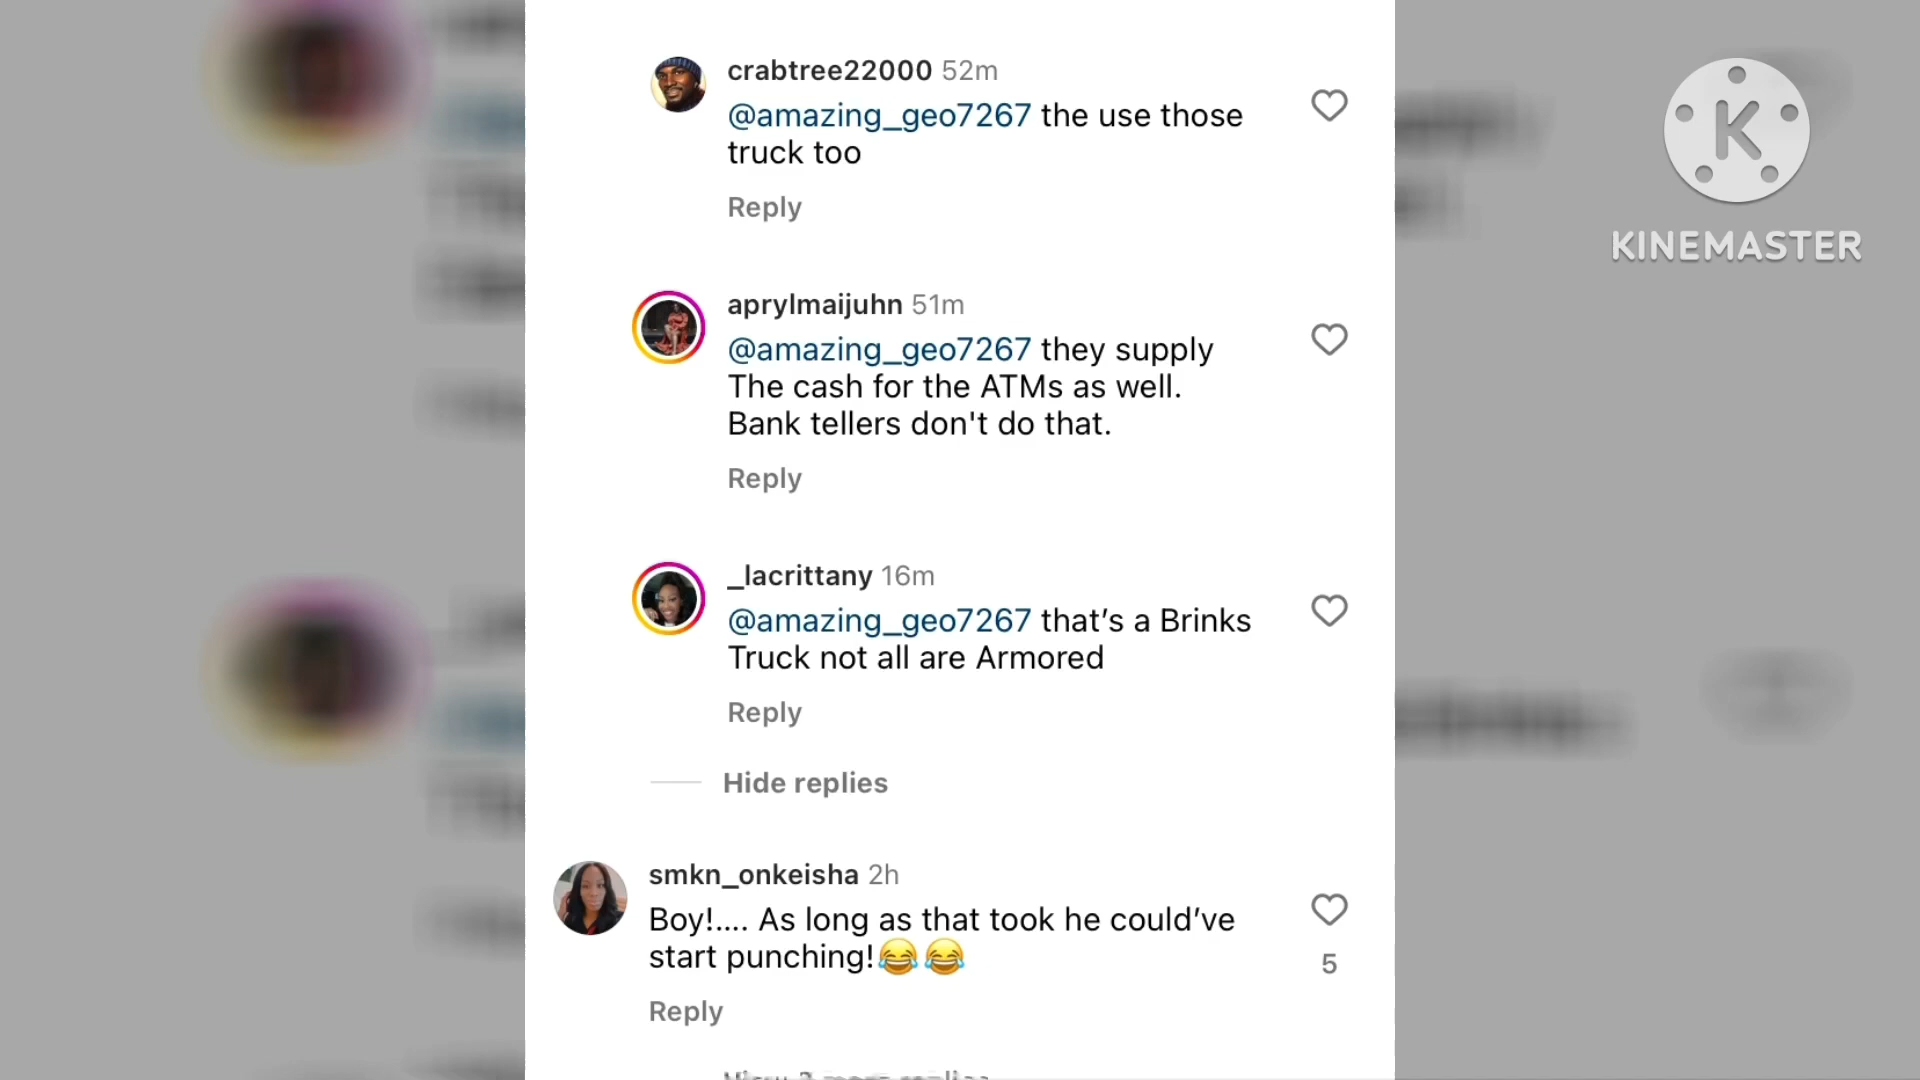 crabtree22000 52m
@amazing_geo7267 the use those
truck too
Reply
aprylmaijuhn 51m
@amazing_geo7267 they supply
The cash for the ATMs as well.
Bank tellers don't do that.
Reply
_lacrittany 16m
@amazing_geo7267 that’s a Brinks
Truck not all are Armored
Reply
Hide replies
smkn_onkeisha 2h
Boy!.... As long as that took he could’ve
start punching!😂😂
5
Reply
K
KINEMASTER